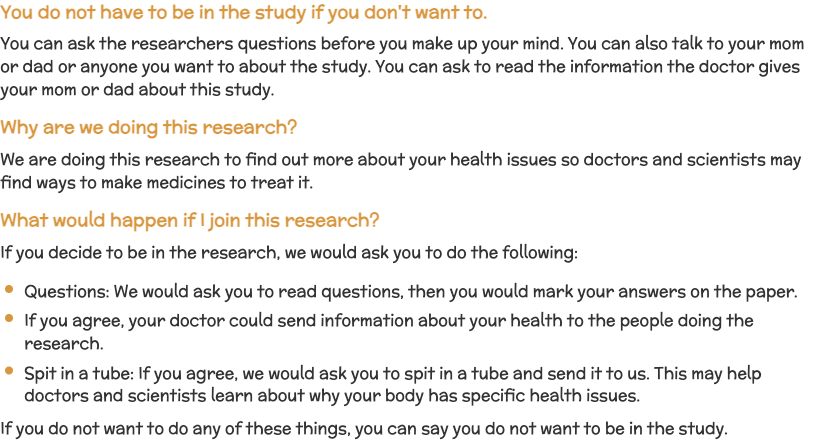 You do not have to be in the study if you don't want to.
You can ask the researchers questions before you make up your mind. You can also talk to your mom
or dad or anyone you want to about the study. You can ask to read the information the doctor gives
your mom or dad about this study.
Why are we doing this research?
We are doing this research to find out more about your health issues so doctors and scientists may
find ways to make medicines to treat it.
What would happen if I join this research?
If you decide to be in the research, we would ask you to do the following:
• Questions: We would ask you to read questions, then you would mark your answers on the paper.
• If you agree, your doctor could send information about your health to the people doing the
research.
• Spit in a tube: If you agree, we would ask you to spit in a tube and send it to us. This may help
doctors and scientists learn about why your body has specific health issues.
If you do not want to do any of these things, you can say you do not want to be in the study.